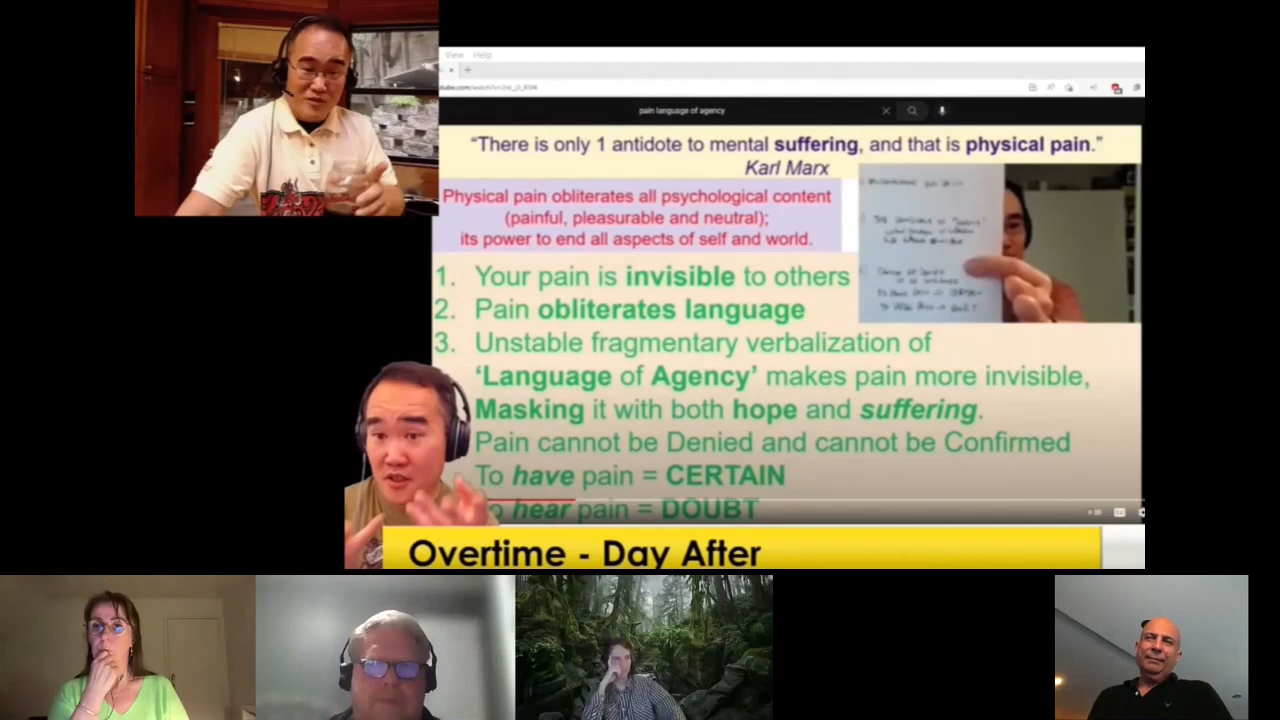 View Help
pain language of agency
“There is only 1 antidote to mental suffering, and that is physical pain.”
Karl Marx
Physical pain obliterates all psychological content
(painful, pleasurable and neutral);
its power to end all aspects of self and world.
1. Your pain is invisible to others
2. Pain obliterates language
3. Unstable fragmentary verbalization of
‘Language of Agency’ makes pain more invisible,
Masking it with both hope and suffering.
Pain cannot be Denied and cannot be Confirmed
To have pain = CERTAIN
hear pain = DOUBT
Overtime - Day After